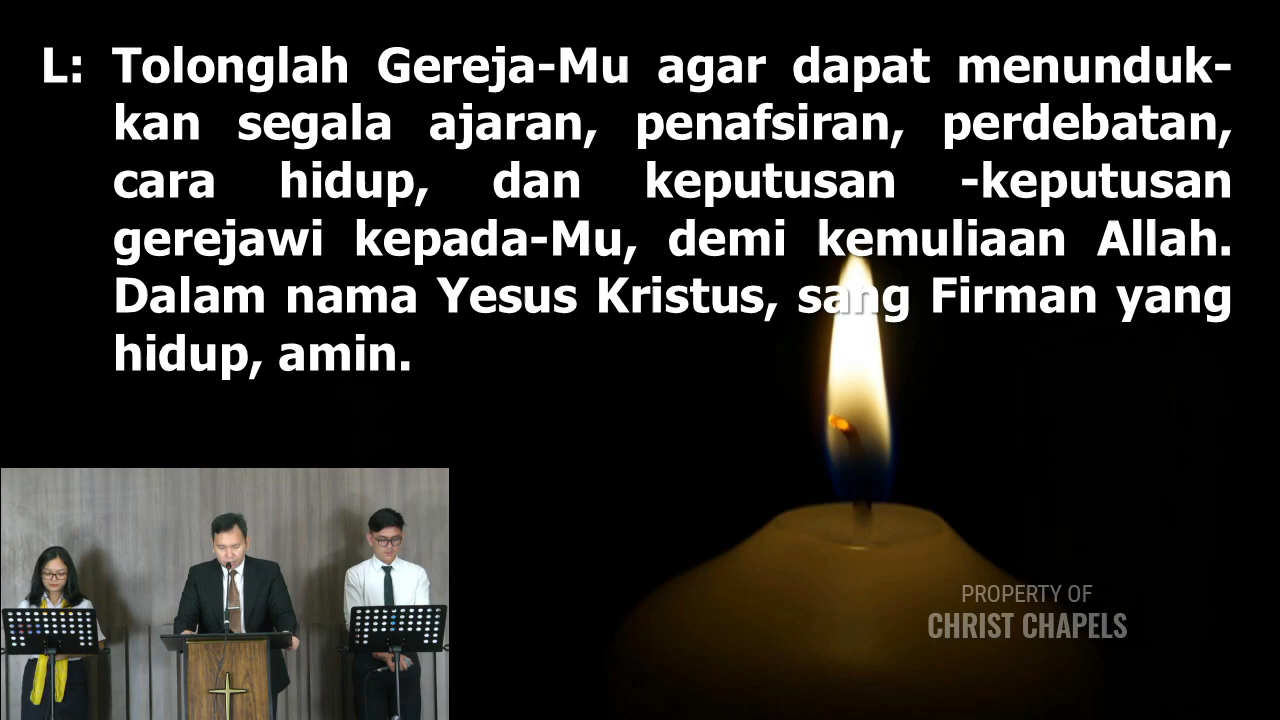 L: Tolonglah Gereja-Mu agar dapat menunduk-
kan segala ajaran, penafsiran, perdebatan,
cara hidup, dan keputusan -keputusan
gerejawi kepada-Mu, demi kemuliaan Allah.
Dalam nama Yesus Kristus, sang Firman yang
hidup, amin.
PROPERTY OF
CHRIST CHAPELS